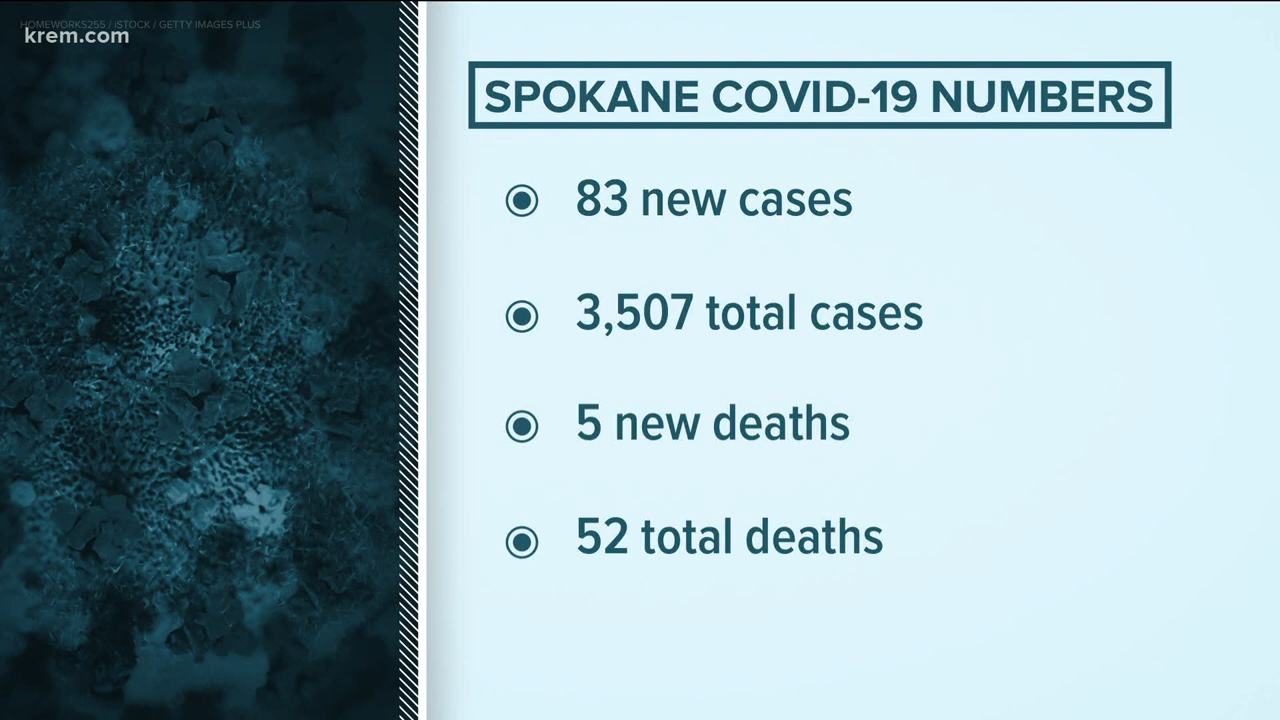 HOMEWORKS255 / iSTOCK / GETTY IMAGES PLUS
krem.com
SPOKANE COVID-19 NUMBERS
83 new cases
3,507 total cases
5 new deaths
52 total deaths